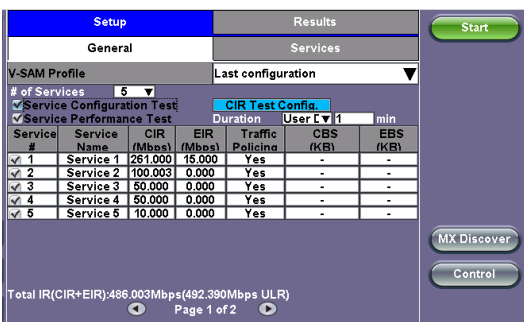 Setup Results
General Services
V-SAM Profile Last configuration
# of Services 5
Service Configuration Test CIR Test Config.
Service Performance Test Duration User D 1 min
Service # Service Name CIR (Mbps) EIR (Mbps) Traffic Policing CBS (KB) EBS (KB)
1 Service 1 261.000 15.000 Yes - -
2 Service 2 100.003 0.000 Yes - -
3 Service 3 50.000 0.000 Yes - -
4 Service 4 50.000 0.000 Yes - -
5 Service 5 10.000 0.000 Yes - -
Total IR(CIR+EIR):486.003Mbps(492.390Mbps ULR)
Page 1 of 2
Start
MX Discover
Control